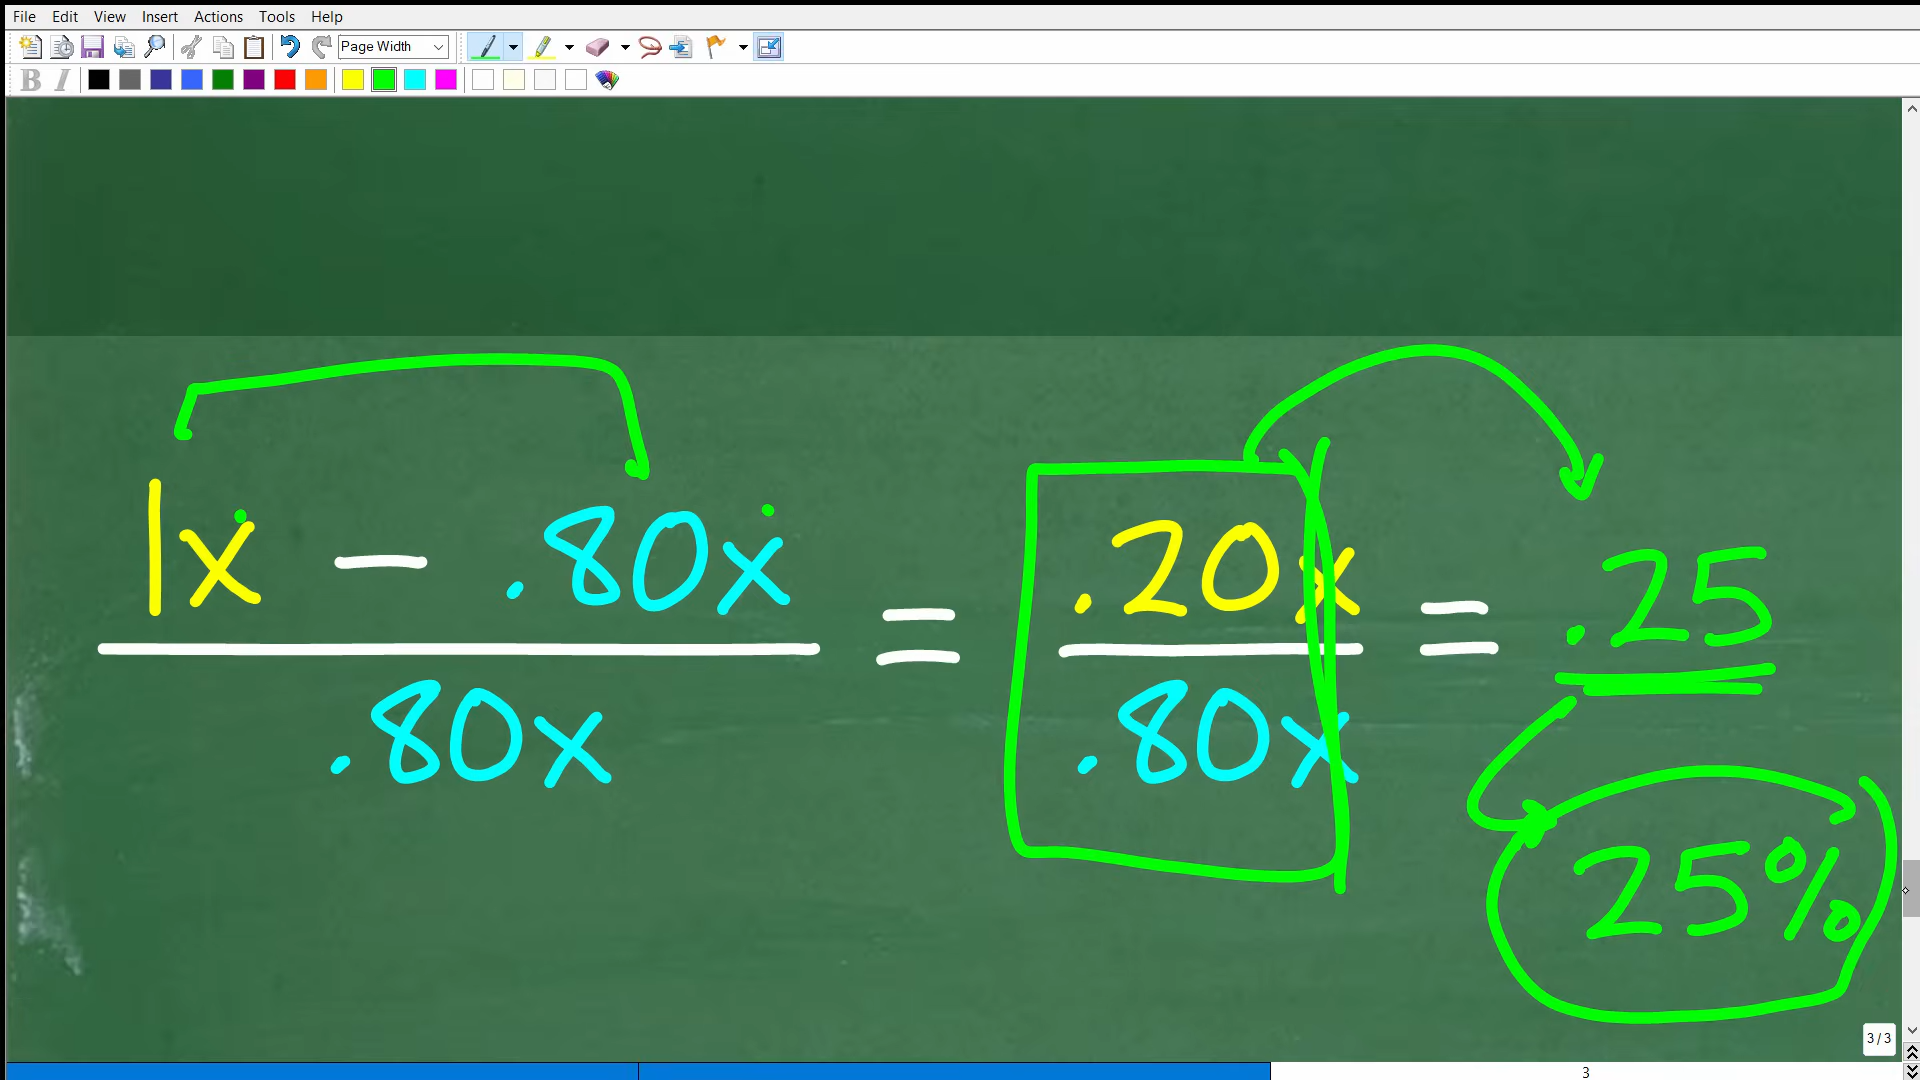 File Edit View Insert Actions Tools Help
Page Width
B I
1x - .80x / .80x = .20x / .80x = .25
25%
3 / 3
3